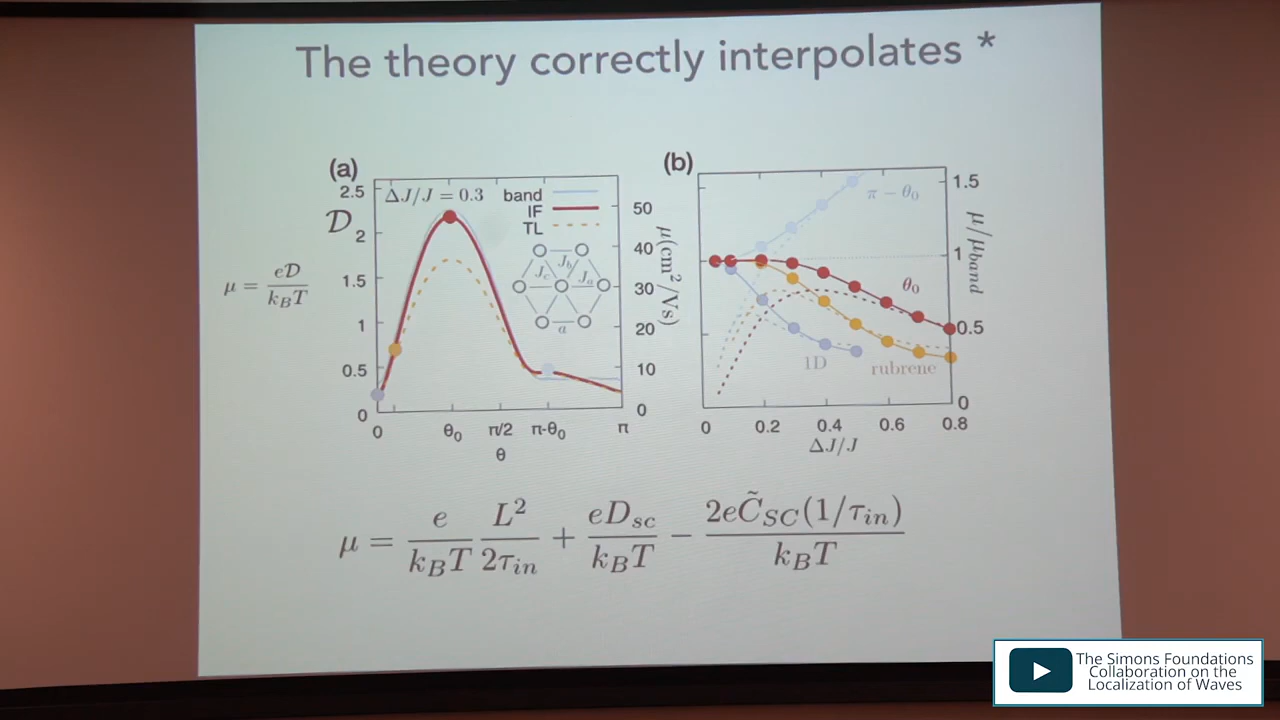 The theory correctly interpolates *
(a)
ΔJ/J = 0.3
band
IF
TL
𝒟
2.5
2
1.5
1
0.5
0
50
40
30
20
10
0
μ(cm²/Vs)
J_b
J_c
J_a
a
0
θ₀
π/2
π-θ₀
π
θ
μ = e𝒟 / k_BT
(b)
π − θ₀
θ₀
1D
rubrene
1.5
1
0.5
0
μ/μ_band
0
0.2
0.4
0.6
0.8
ΔJ/J
μ = e/(k_BT) L²/(2τ_in) + eD_sc/(k_BT) − 2eC̃_SC(1/τ_in)/(k_BT)
The Simons Foundations
Collaboration on the
Localization of Waves